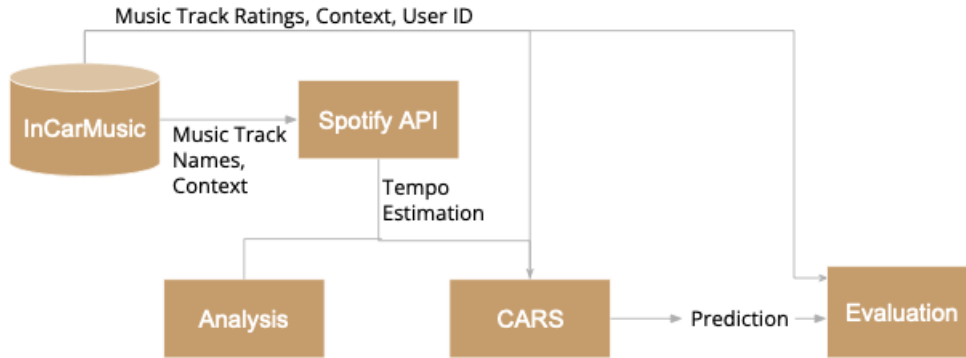 Music Track Ratings, Context, User ID
InCarMusic
Music Track
Names,
Context
Spotify API
Tempo
Estimation
Analysis
CARS
Prediction
Evaluation